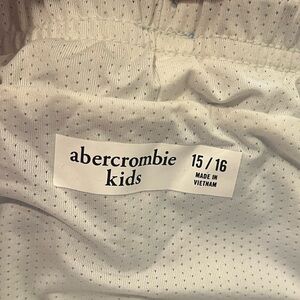 abercrombie
kids
15/16
MADE IN
VIETNAM